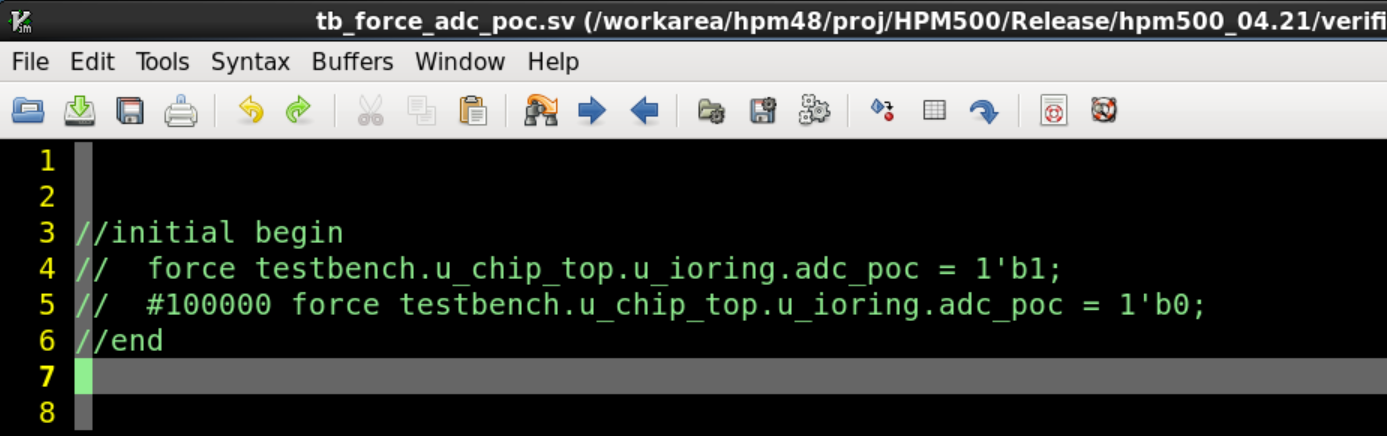 tb_force_adc_poc.sv (/workarea/hpm48/proj/HPM500/Release/hpm500_04.21/verifi
File Edit Tools Syntax Buffers Window Help
1
2
3 //initial begin
4 //  force testbench.u_chip_top.u_ioring.adc_poc = 1'b1;
5 //  #100000 force testbench.u_chip_top.u_ioring.adc_poc = 1'b0;
6 //end
7
8